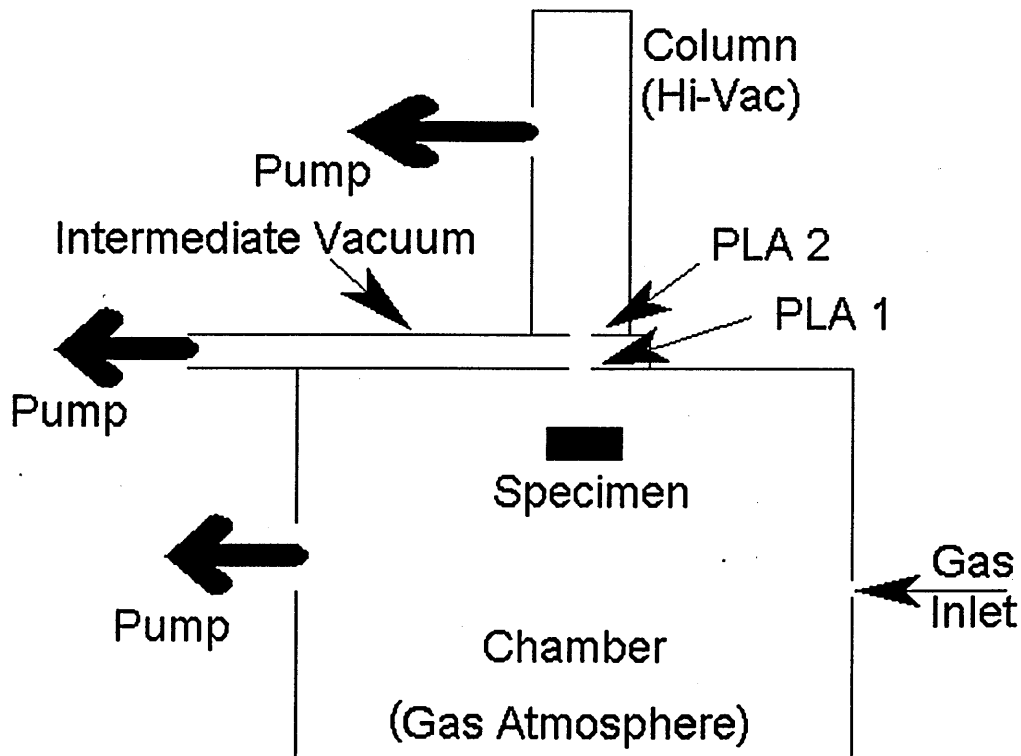 Column
(Hi-Vac)
Pump
Intermediate Vacuum
PLA 2
PLA 1
Pump
Specimen
Gas
Inlet
Pump
Chamber
(Gas Atmosphere)